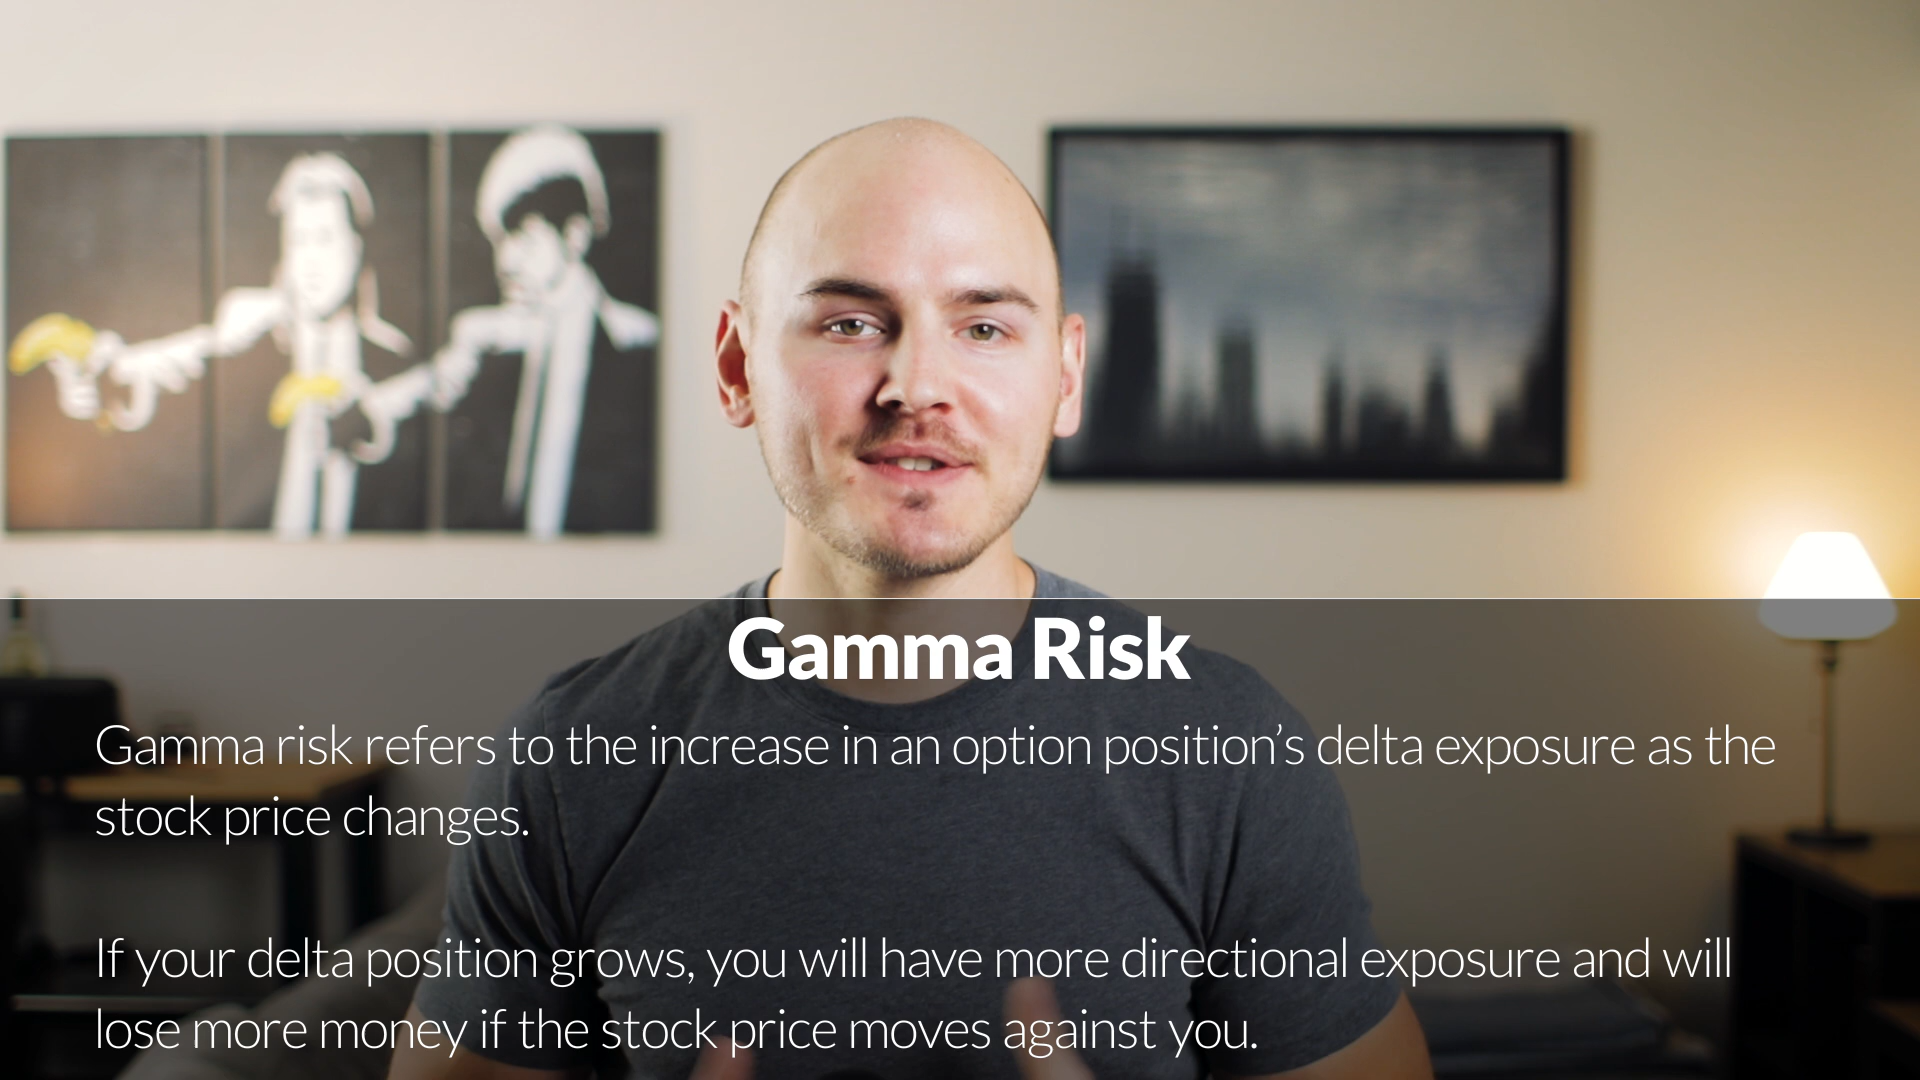 Gamma Risk
Gamma risk refers to the increase in an option position’s delta exposure as the
stock price changes.
If your delta position grows, you will have more directional exposure and will
lose more money if the stock price moves against you.